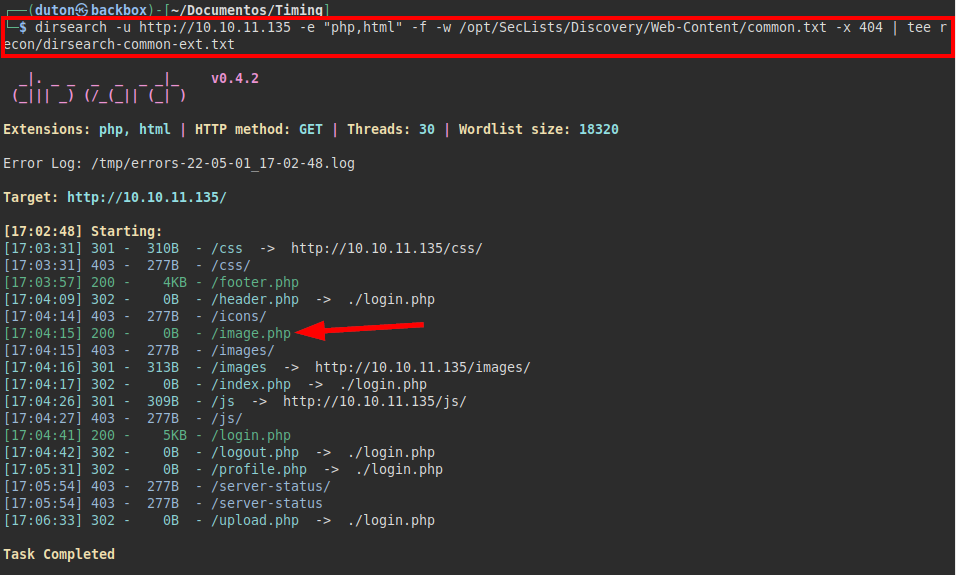 ┌──(duton㉿backbox)-[~/Documentos/Timing]
└─$ dirsearch -u http://10.10.11.135 -e "php,html" -f -w /opt/SecLists/Discovery/Web-Content/common.txt -x 404 | tee r
econ/dirsearch-common-ext.txt
  _|. _ _  _  _  _ _|_    v0.4.2
 (_||| _) (/_(_|| (_| )
Extensions: php, html | HTTP method: GET | Threads: 30 | Wordlist size: 18320
Error Log: /tmp/errors-22-05-01_17-02-48.log
Target: http://10.10.11.135/
[17:02:48] Starting:
[17:03:31] 301 -  310B  - /css  ->  http://10.10.11.135/css/
[17:03:31] 403 -  277B  - /css/
[17:03:57] 200 -    4KB - /footer.php
[17:04:09] 302 -    0B  - /header.php  ->  ./login.php
[17:04:14] 403 -  277B  - /icons/
[17:04:15] 200 -    0B  - /image.php
[17:04:15] 403 -  277B  - /images/
[17:04:16] 301 -  313B  - /images  ->  http://10.10.11.135/images/
[17:04:17] 302 -    0B  - /index.php  ->  ./login.php
[17:04:26] 301 -  309B  - /js  ->  http://10.10.11.135/js/
[17:04:27] 403 -  277B  - /js/
[17:04:41] 200 -    5KB - /login.php
[17:04:42] 302 -    0B  - /logout.php  ->  ./login.php
[17:05:31] 302 -    0B  - /profile.php  ->  ./login.php
[17:05:54] 403 -  277B  - /server-status/
[17:05:54] 403 -  277B  - /server-status
[17:06:33] 302 -    0B  - /upload.php  ->  ./login.php
Task Completed